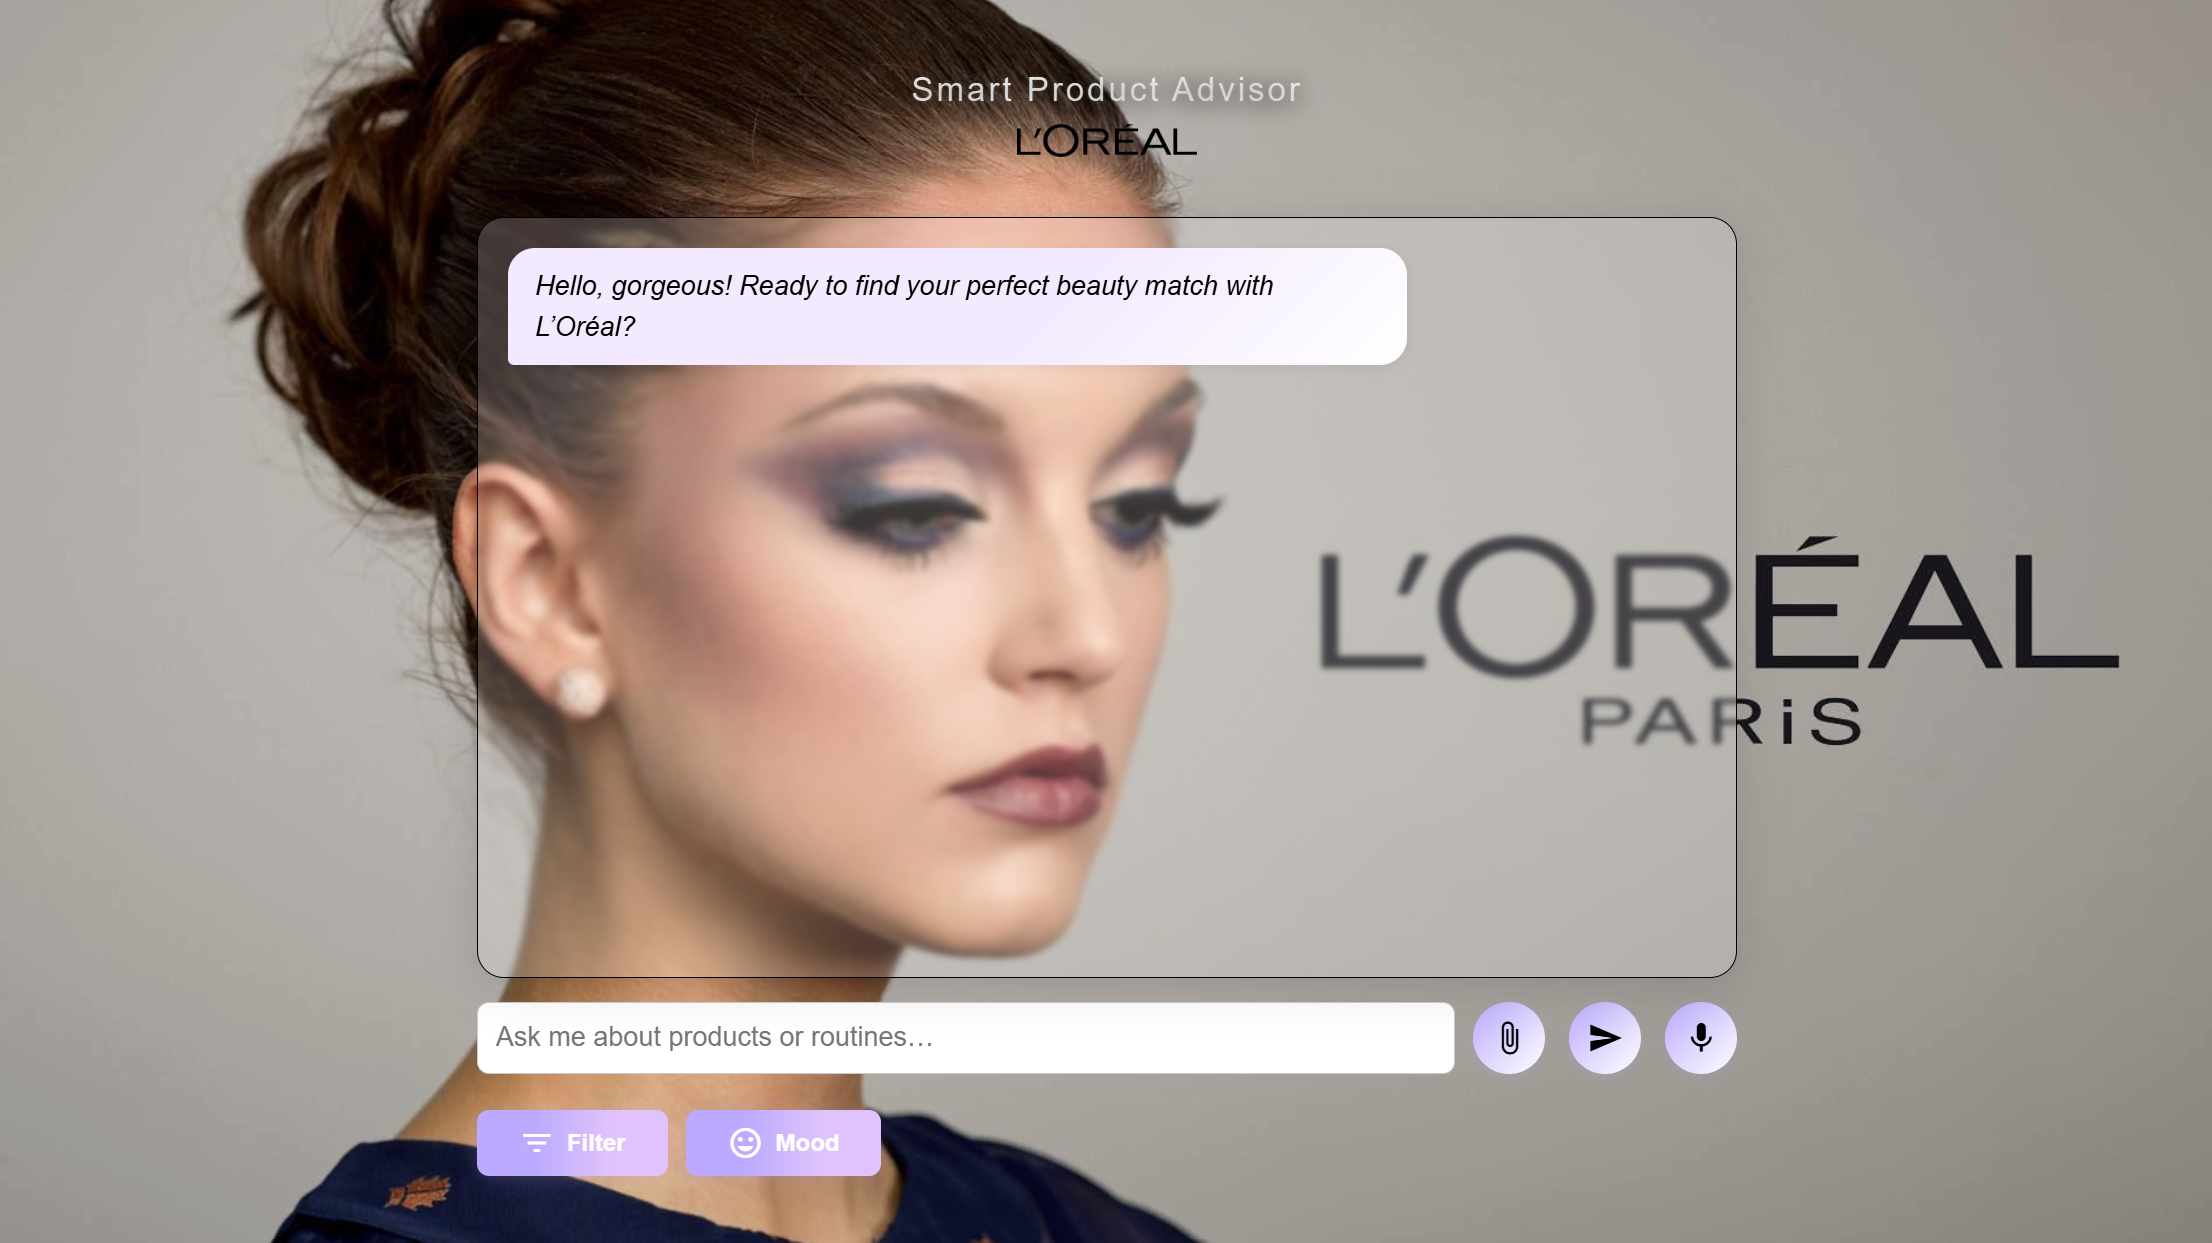 Smart Product Advisor
L'ORÉAL
Hello, gorgeous! Ready to find your perfect beauty match with
L’Oréal?
L'ORÉAL
PARiS
Ask me about products or routines…
Filter
Mood